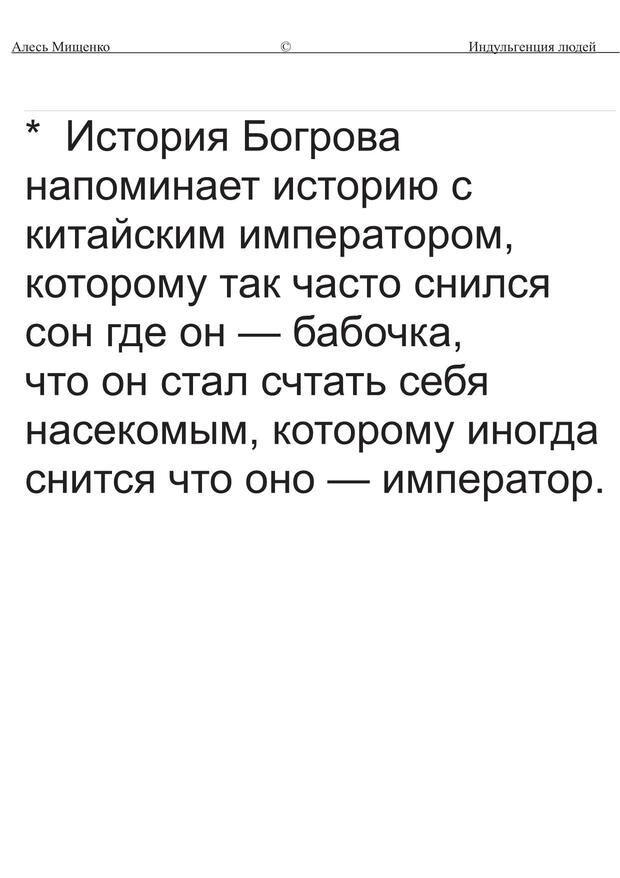 Алесь Мищенко © Индульгенция людей
* История Богрова
напоминает историю с
китайским императором,
которому так часто снился
сон где он — бабочка,
что он стал счтать себя
насекомым, которому иногда
снится что оно — император.